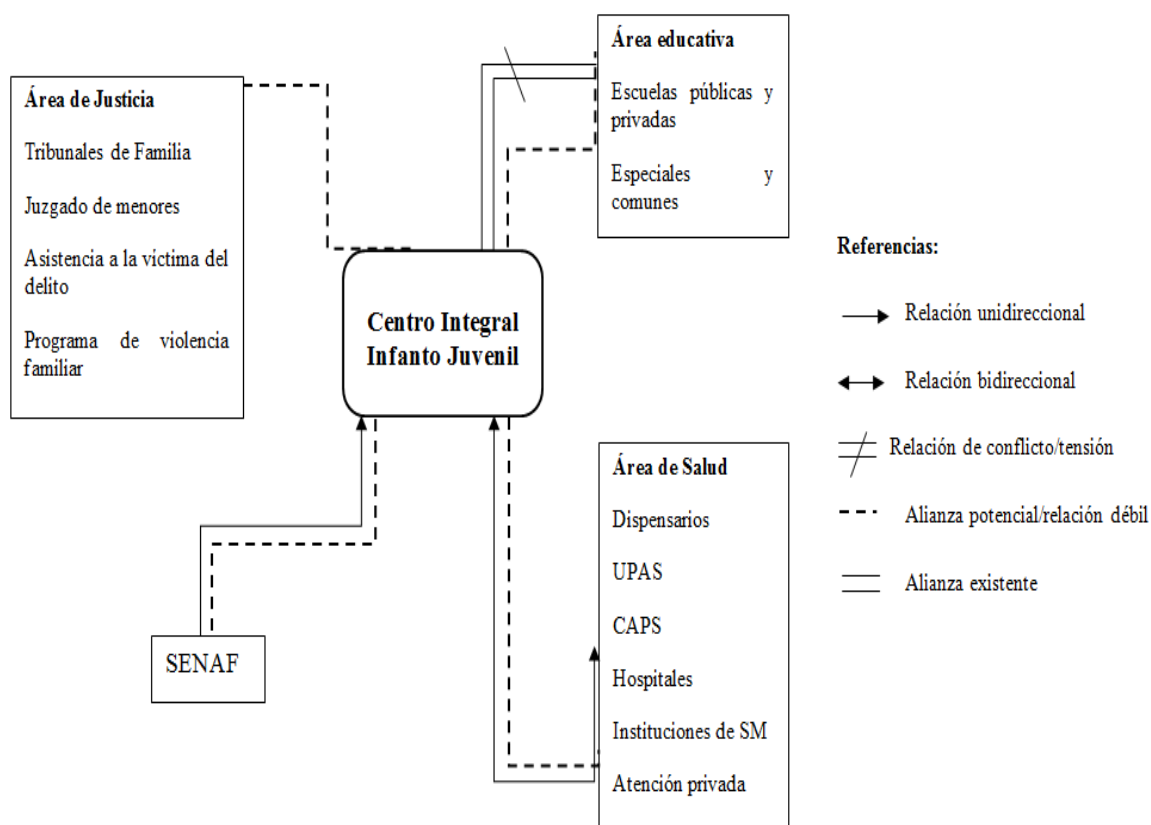 Área de Justicia
Tribunales de Familia
Juzgado de menores
Asistencia a la víctima del
delito
Programa de violencia
familiar
Área educativa
Escuelas públicas y
privadas
Especiales y
comunes
Centro Integral
Infanto Juvenil
SENAF
Área de Salud
Dispensarios
UPAS
CAPS
Hospitales
Instituciones de SM
Atención privada
Referencias:
Relación unidireccional
Relación bidireccional
Relación de conflicto/tensión
Alianza potencial/relación débil
Alianza existente